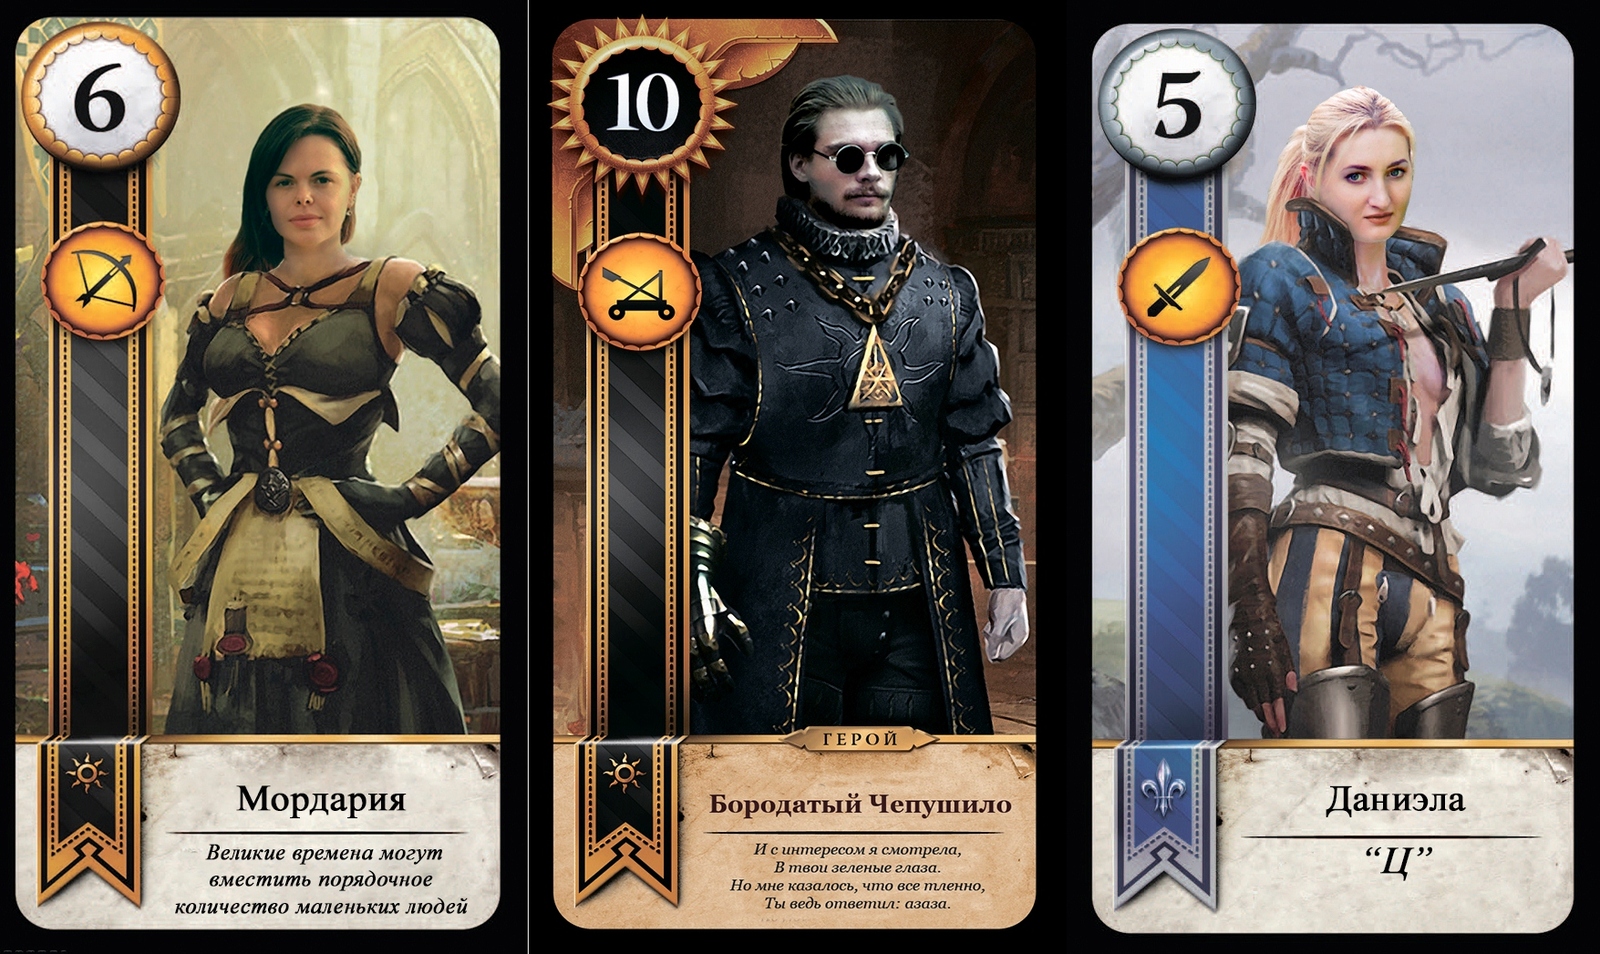 6
Мордария
Великие времена могут
вместить порядочное
количество маленьких людей
10
ГЕРОЙ
Бородатый Чепушило
И с интересом я смотрела,
В твои зеленые глаза.
Но мне казалось, что все тленно,
Ты ведь ответил: азаза.
5
Даниэла
“Ц”